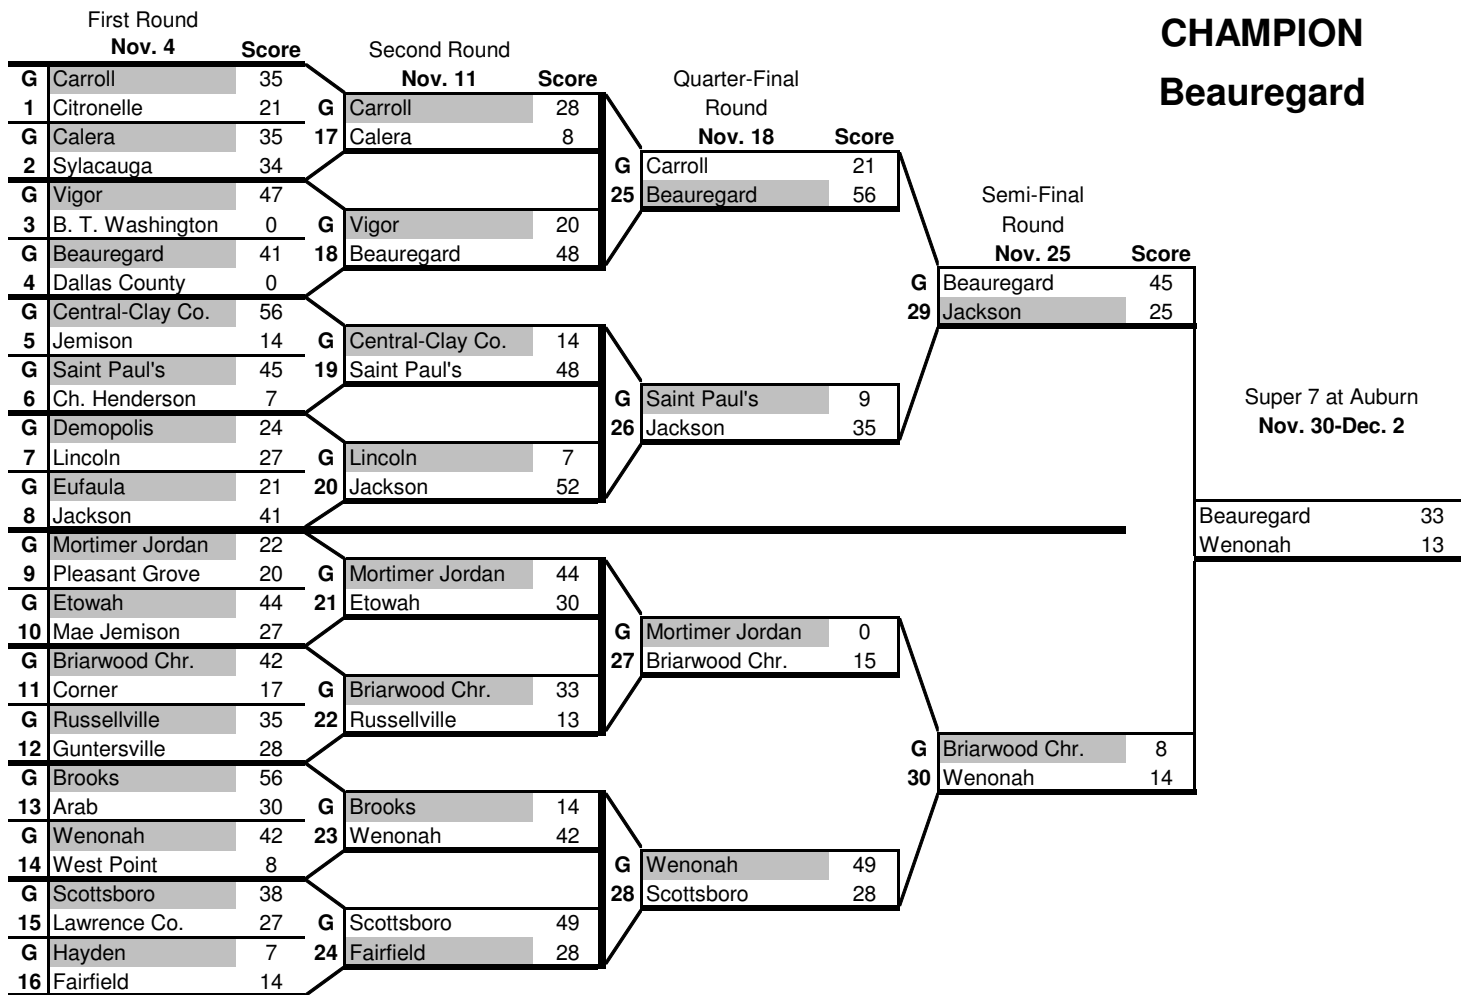 First Round
Nov. 4 Score
G Carroll 35
1 Citronelle 21
G Calera 35
2 Sylacauga 34
G Vigor 47
3 B. T. Washington 0
G Beauregard 41
4 Dallas County 0
G Central-Clay Co. 56
5 Jemison 14
G Saint Paul's 45
6 Ch. Henderson 7
G Demopolis 24
7 Lincoln 27
G Eufaula 21
8 Jackson 41
G Mortimer Jordan 22
9 Pleasant Grove 20
G Etowah 44
10 Mae Jemison 27
G Briarwood Chr. 42
11 Corner 17
G Russellville 35
12 Guntersville 28
G Brooks 56
13 Arab 30
G Wenonah 42
14 West Point 8
G Scottsboro 38
15 Lawrence Co. 27
G Hayden 7
16 Fairfield 14
Second Round
Nov. 11 Score
G Carroll 28
17 Calera 8
G Vigor 20
18 Beauregard 48
G Central-Clay Co. 14
19 Saint Paul's 48
G Lincoln 7
20 Jackson 52
G Mortimer Jordan 44
21 Etowah 30
G Briarwood Chr. 33
22 Russellville 13
G Brooks 14
23 Wenonah 42
G Scottsboro 49
24 Fairfield 28
Quarter-Final
Round
Nov. 18 Score
G Carroll 21
25 Beauregard 56
G Saint Paul's 9
26 Jackson 35
G Mortimer Jordan 0
27 Briarwood Chr. 15
G Wenonah 49
28 Scottsboro 28
Semi-Final
Round
Nov. 25 Score
G Beauregard 45
29 Jackson 25
G Briarwood Chr. 8
30 Wenonah 14
CHAMPION
Beauregard
Super 7 at Auburn
Nov. 30-Dec. 2
Beauregard 33
Wenonah 13